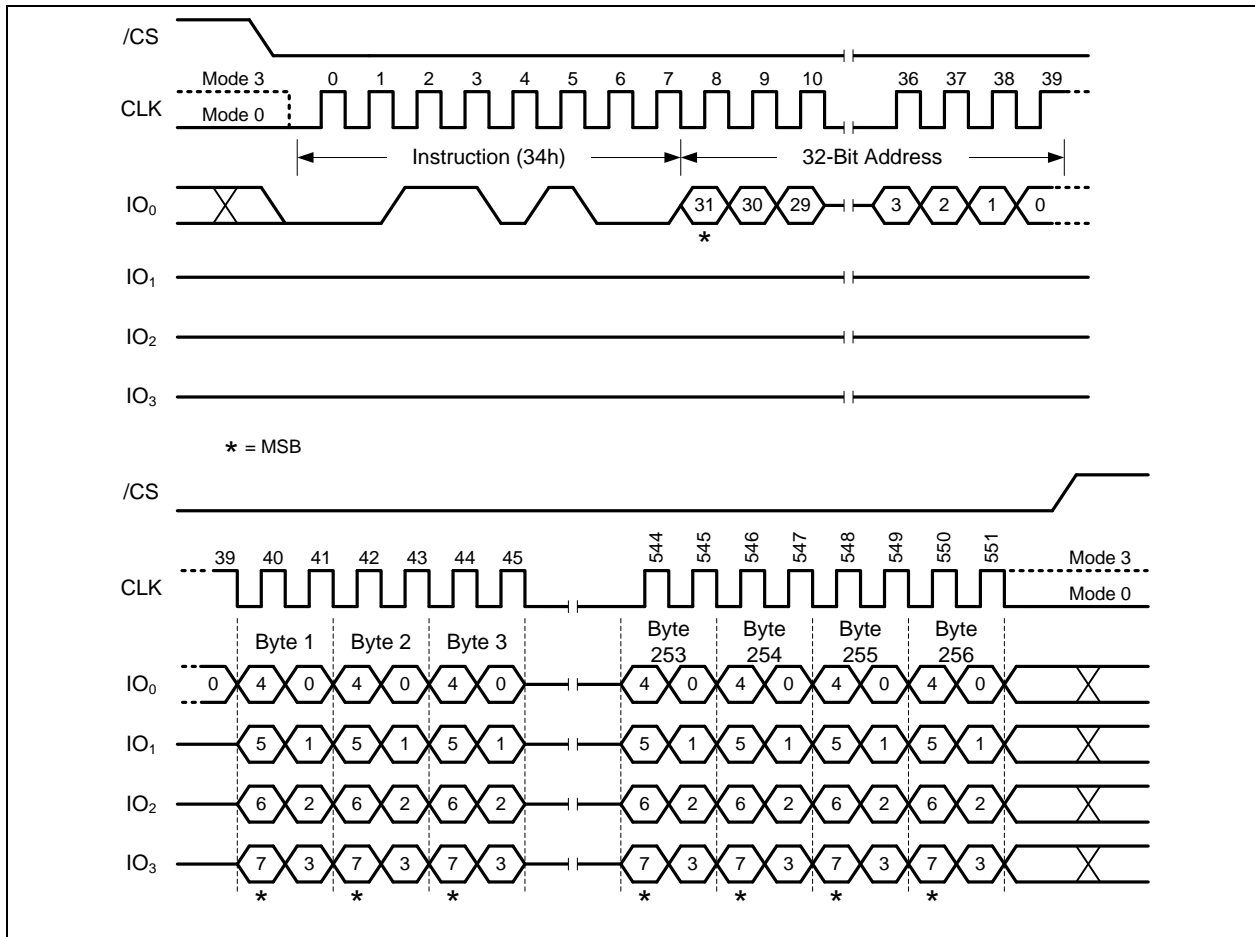 /CS
Mode 3 0 1 2 3 4 5 6 7 8 9 10 36 37 38 39
CLK Mode 0
Instruction (34h) 32-Bit Address
IO₀ 31 30 29 3 2 1 0
*
IO₁
IO₂
IO₃
* = MSB
/CS
39 40 41 42 43 44 45 544 545 546 547 548 549 550 551 Mode 3
CLK Mode 0
Byte 1 Byte 2 Byte 3 Byte 253 Byte 254 Byte 255 Byte 256
IO₀ 0 4 0 4 0 4 0 4 0 4 0 4 0 4 0
IO₁ 5 1 5 1 5 1 5 1 5 1 5 1 5 1
IO₂ 6 2 6 2 6 2 6 2 6 2 6 2 6 2
IO₃ 7 3 7 3 7 3 7 3 7 3 7 3 7 3
* * * * * * *